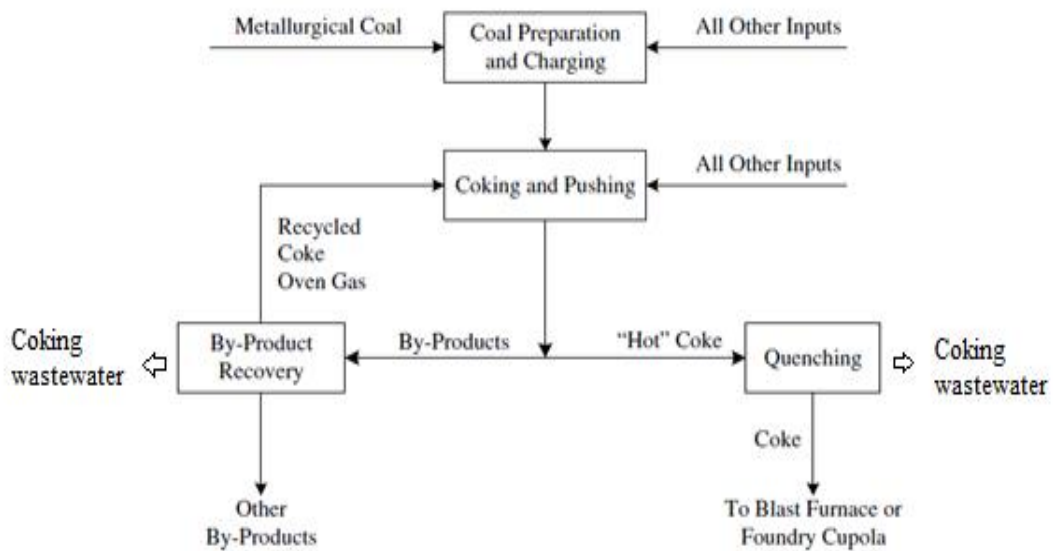 Metallurgical Coal
Coal Preparation
and Charging
All Other Inputs
Coking and Pushing
All Other Inputs
Recycled
Coke
Oven Gas
Coking
wastewater
By-Product
Recovery
By-Products
“Hot” Coke
Quenching
Coking
wastewater
Coke
Other
By-Products
To Blast Furnace or
Foundry Cupola